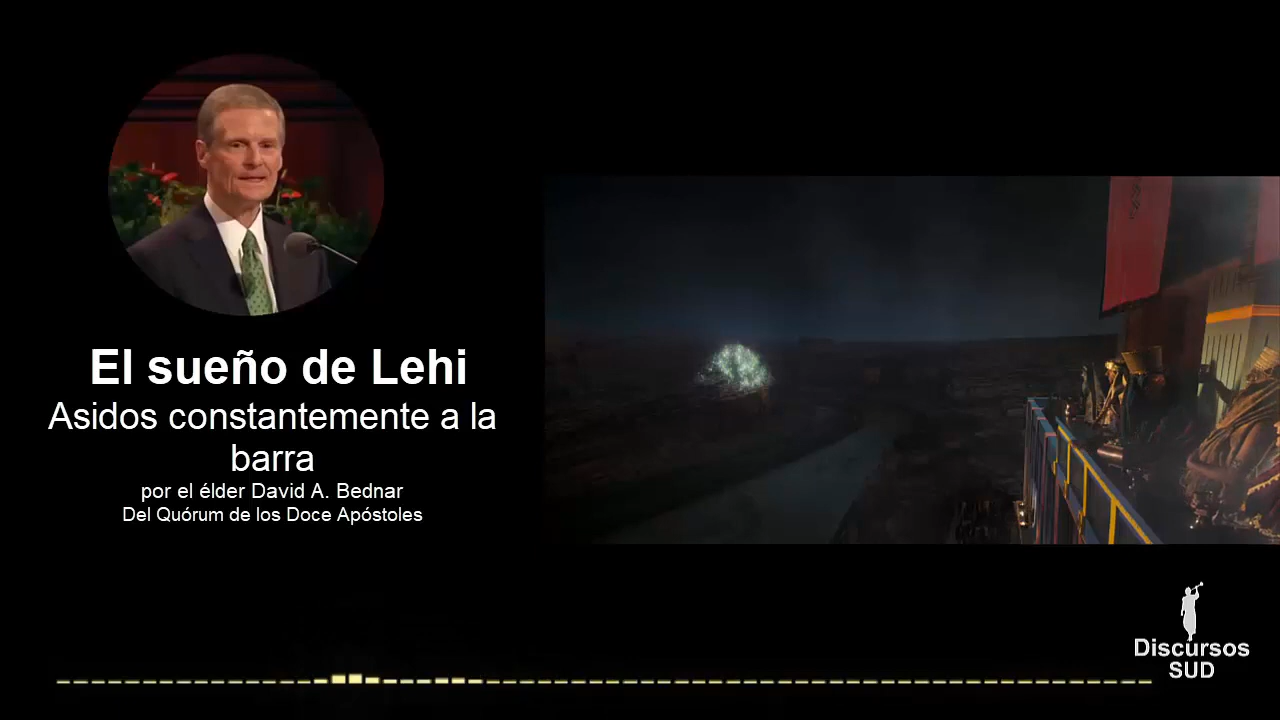 El sueño de Lehi
Asidos constantemente a la
barra
por el élder David A. Bednar
Del Quórum de los Doce Apóstoles
Discursos
SUD